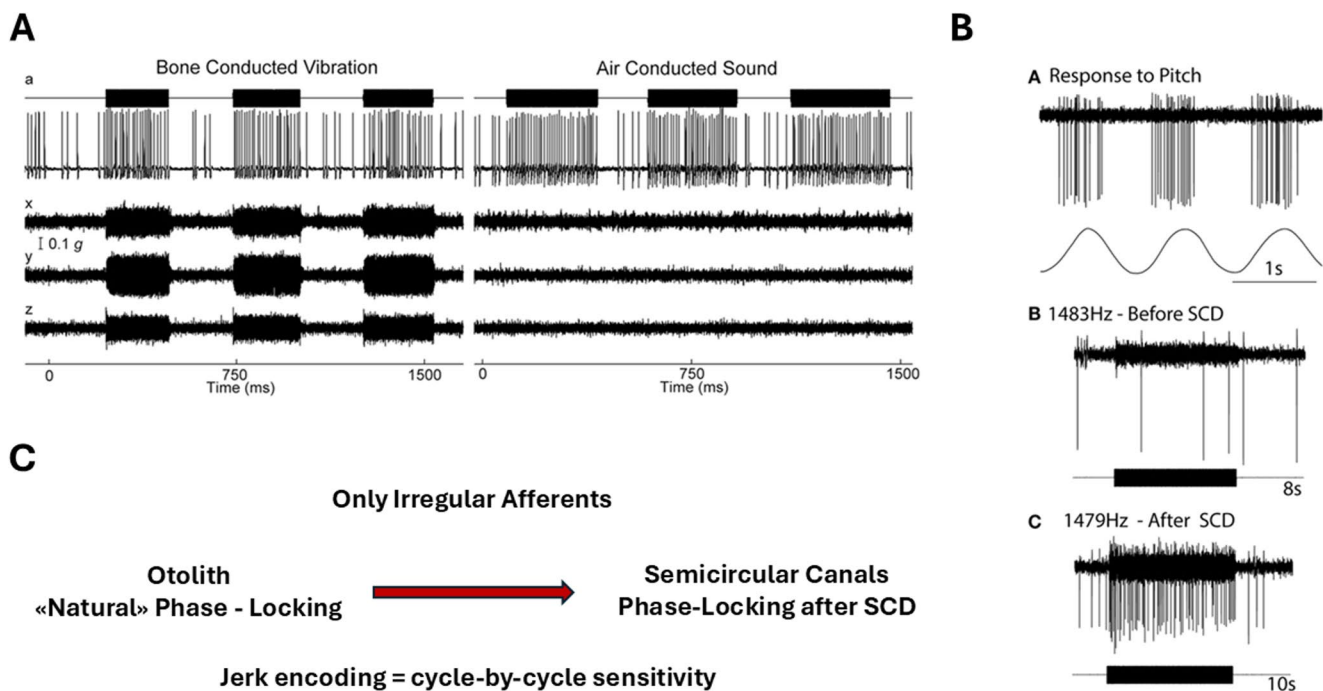 A
Bone Conducted Vibration
Air Conducted Sound
a
x
0.1 g
y
z
0 750 1500
Time (ms)
0 750 1500
Time (ms)
B
A Response to Pitch
1s
B 1483Hz - Before SCD
8s
C 1479Hz - After SCD
10s
C
Only Irregular Afferents
Otolith
«Natural» Phase - Locking
Semicircular Canals
Phase-Locking after SCD
Jerk encoding = cycle-by-cycle sensitivity